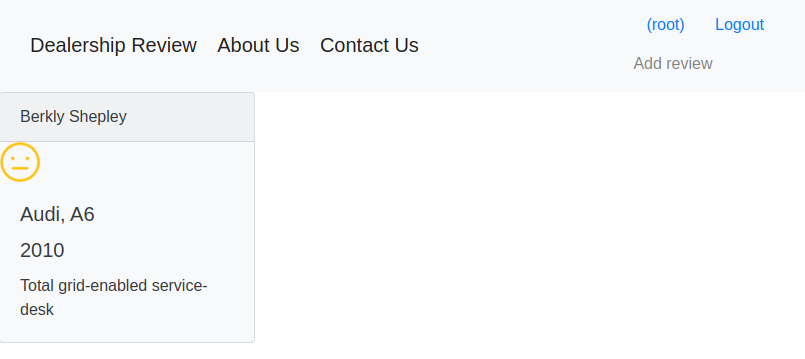 Dealership Review About Us Contact Us
(root) Logout
Add review
Berkly Shepley
Audi, A6
2010
Total grid-enabled service-
desk